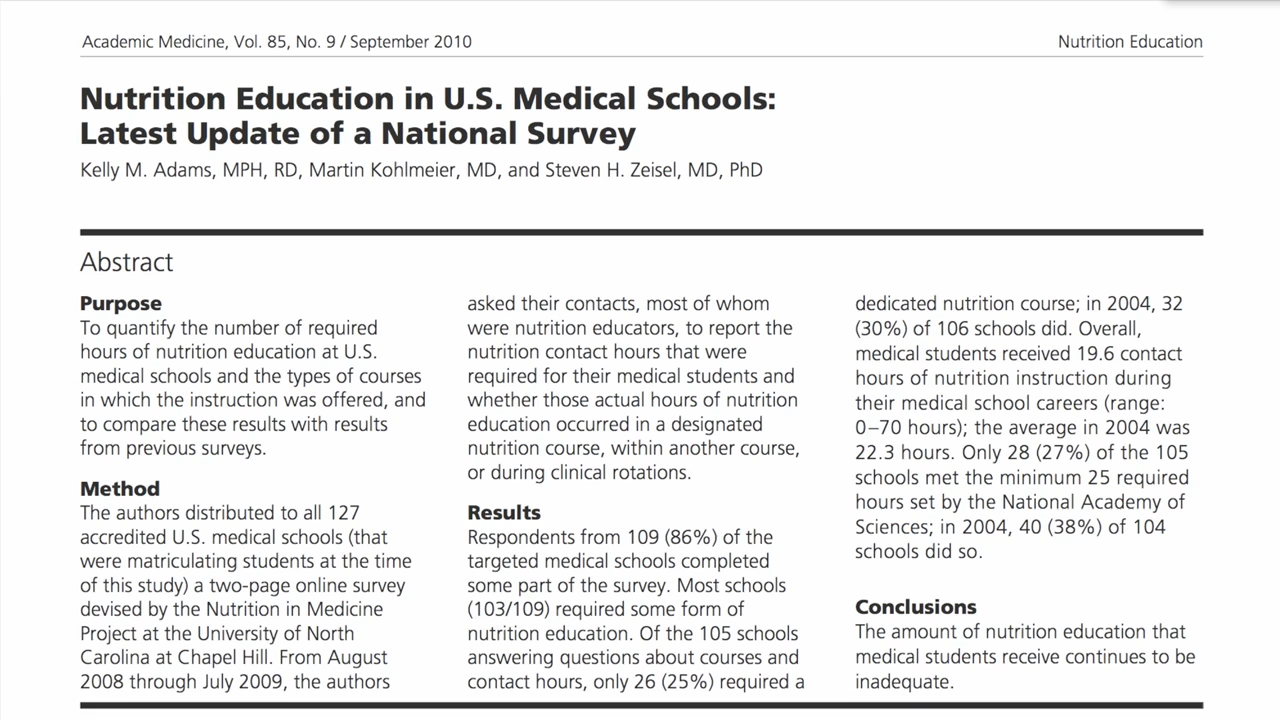 Academic Medicine, Vol. 85, No. 9 / September 2010
Nutrition Education
Nutrition Education in U.S. Medical Schools:
Latest Update of a National Survey
Kelly M. Adams, MPH, RD, Martin Kohlmeier, MD, and Steven H. Zeisel, MD, PhD
Abstract
Purpose
To quantify the number of required
hours of nutrition education at U.S.
medical schools and the types of courses
in which the instruction was offered, and
to compare these results with results
from previous surveys.
Method
The authors distributed to all 127
accredited U.S. medical schools (that
were matriculating students at the time
of this study) a two-page online survey
devised by the Nutrition in Medicine
Project at the University of North
Carolina at Chapel Hill. From August
2008 through July 2009, the authors
asked their contacts, most of whom
were nutrition educators, to report the
nutrition contact hours that were
required for their medical students and
whether those actual hours of nutrition
education occurred in a designated
nutrition course, within another course,
or during clinical rotations.
Results
Respondents from 109 (86%) of the
targeted medical schools completed
some part of the survey. Most schools
(103/109) required some form of
nutrition education. Of the 105 schools
answering questions about courses and
contact hours, only 26 (25%) required a
dedicated nutrition course; in 2004, 32
(30%) of 106 schools did. Overall,
medical students received 19.6 contact
hours of nutrition instruction during
their medical school careers (range:
0–70 hours); the average in 2004 was
22.3 hours. Only 28 (27%) of the 105
schools met the minimum 25 required
hours set by the National Academy of
Sciences; in 2004, 40 (38%) of 104
schools did so.
Conclusions
The amount of nutrition education that
medical students receive continues to be
inadequate.